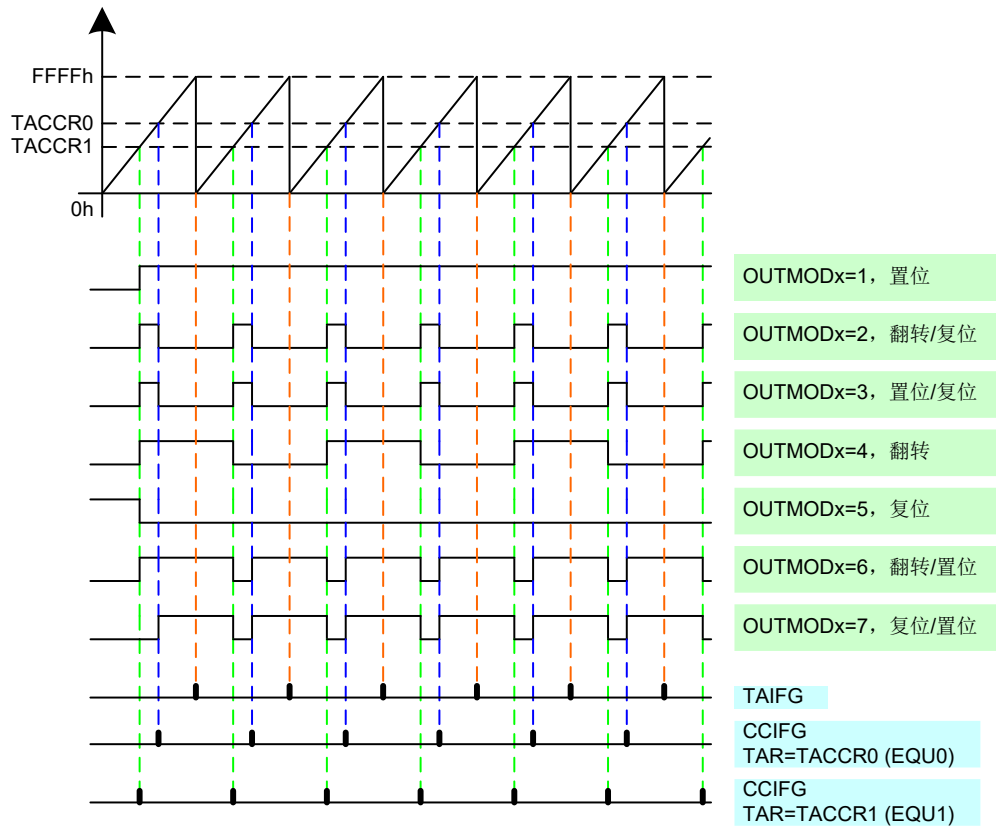 FFFFh
TACCR0
TACCR1
0h
OUTMODx=1，置位
OUTMODx=2，翻转/复位
OUTMODx=3，置位/复位
OUTMODx=4，翻转
OUTMODx=5，复位
OUTMODx=6，翻转/置位
OUTMODx=7，复位/置位
TAIFG
CCIFG
TAR=TACCR0 (EQU0)
CCIFG
TAR=TACCR1 (EQU1)